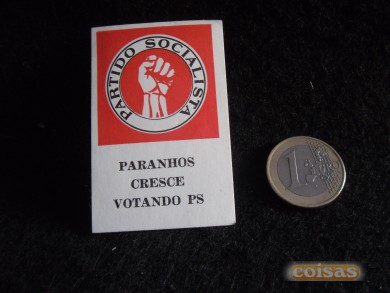 PARTIDO SOCIALISTA
PARANHOS
CRESCE
VOTANDO PS
1
coisas